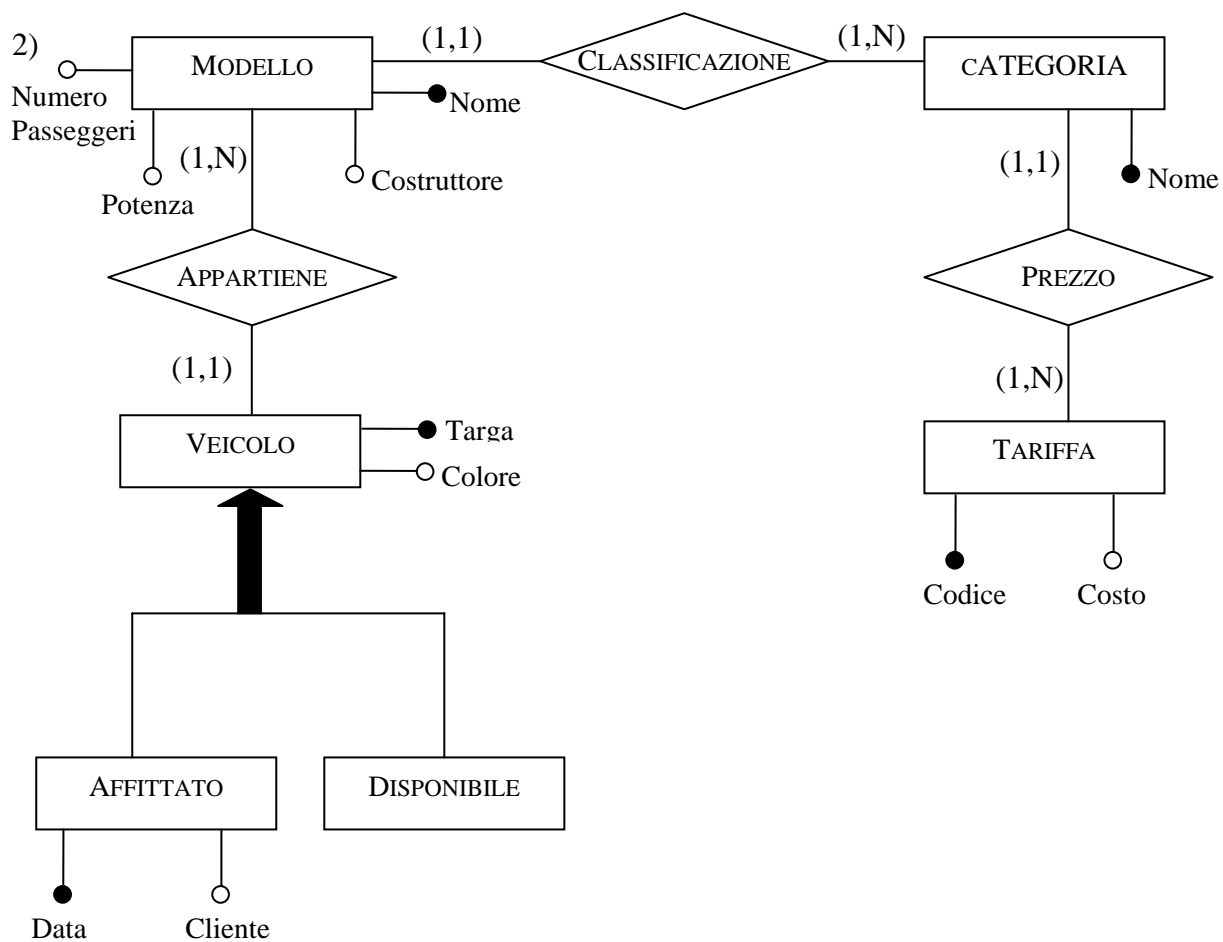 2)
MODELLO
(1,1)
CLASSIFICAZIONE
(1,N)
cATEGORIA
Numero
Passeggeri
Nome
(1,N)
Potenza
Costruttore
(1,1)
Nome
APPARTIENE
PREZZO
(1,1)
(1,N)
VEICOLO
Targa
Colore
TARIFFA
Codice
Costo
AFFITTATO
DISPONIBILE
Data
Cliente